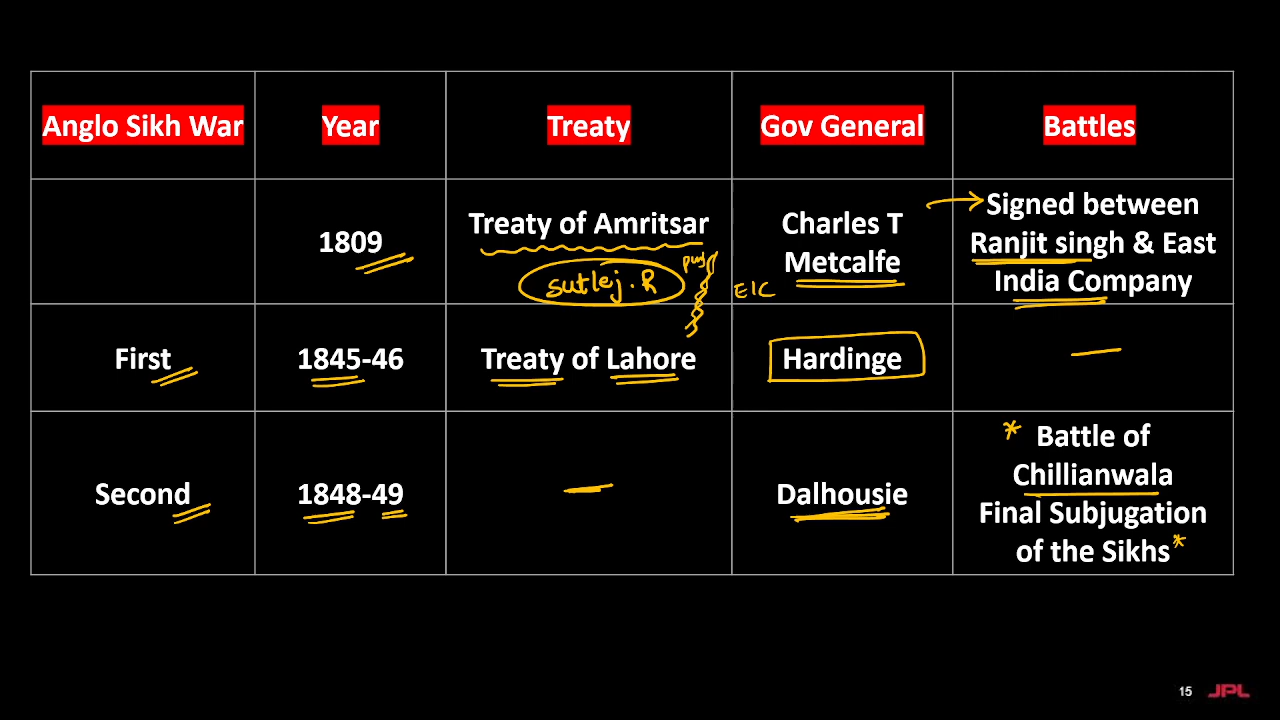 Anglo Sikh War
Year
Treaty
Gov General
Battles
1809
Treaty of Amritsar
sutlej. R
punj
EIC
Charles T
Metcalfe
Signed between
Ranjit singh & East
India Company
First
1845-46
Treaty of Lahore
Hardinge
Second
1848-49
Dalhousie
* Battle of
Chillianwala
Final Subjugation
of the Sikhs*
15
JPL